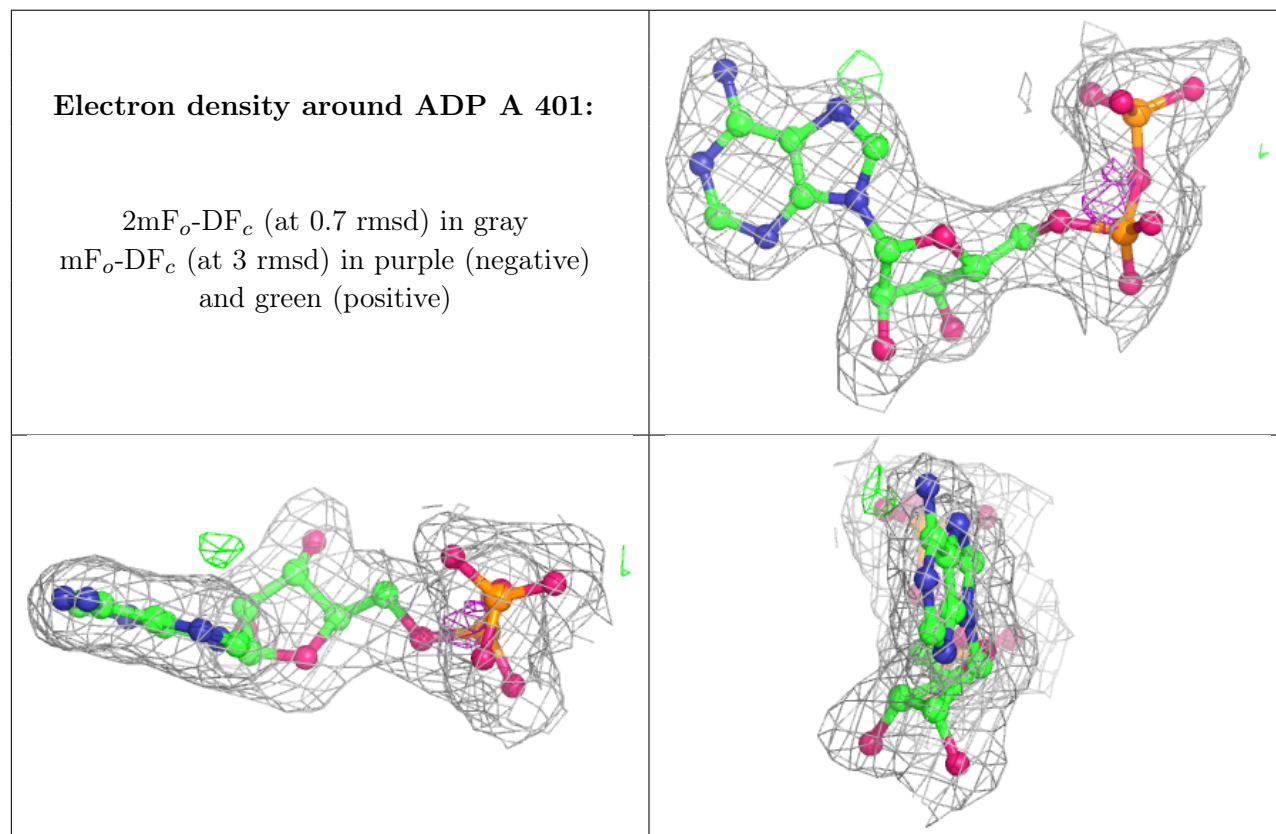 Electron density around ADP A 401:
2mFₒ-DF𝒸 (at 0.7 rmsd) in gray
mFₒ-DF𝒸 (at 3 rmsd) in purple (negative)
and green (positive)